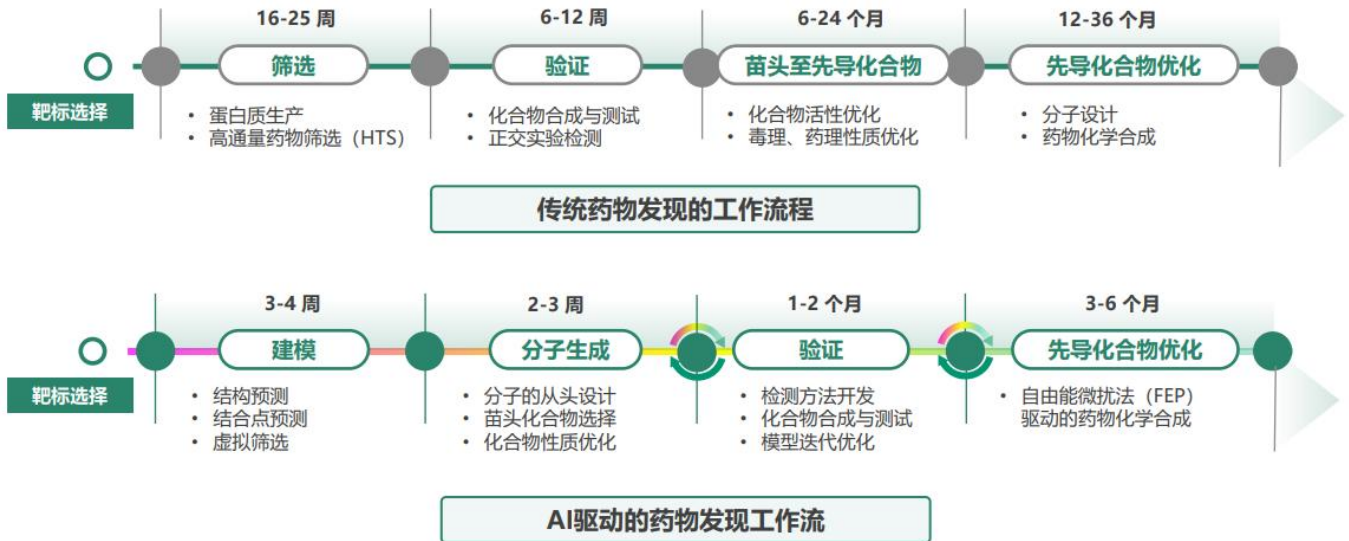 16-25 周
6-12 周
6-24 个月
12-36 个月
筛选
验证
苗头至先导化合物
先导化合物优化
靶标选择
• 蛋白质生产
• 高通量药物筛选（HTS）
• 化合物合成与测试
• 正交实验检测
• 化合物活性优化
• 毒理、药理性质优化
• 分子设计
• 药物化学合成
传统药物发现的工作流程
3-4 周
2-3 周
1-2 个月
3-6 个月
建模
分子生成
验证
先导化合物优化
靶标选择
• 结构预测
• 结合点预测
• 虚拟筛选
• 分子的从头设计
• 苗头化合物选择
• 化合物性质优化
• 检测方法开发
• 化合物合成与测试
• 模型迭代优化
• 自由能微扰法（FEP）
驱动的药物化学合成
AI驱动的药物发现工作流